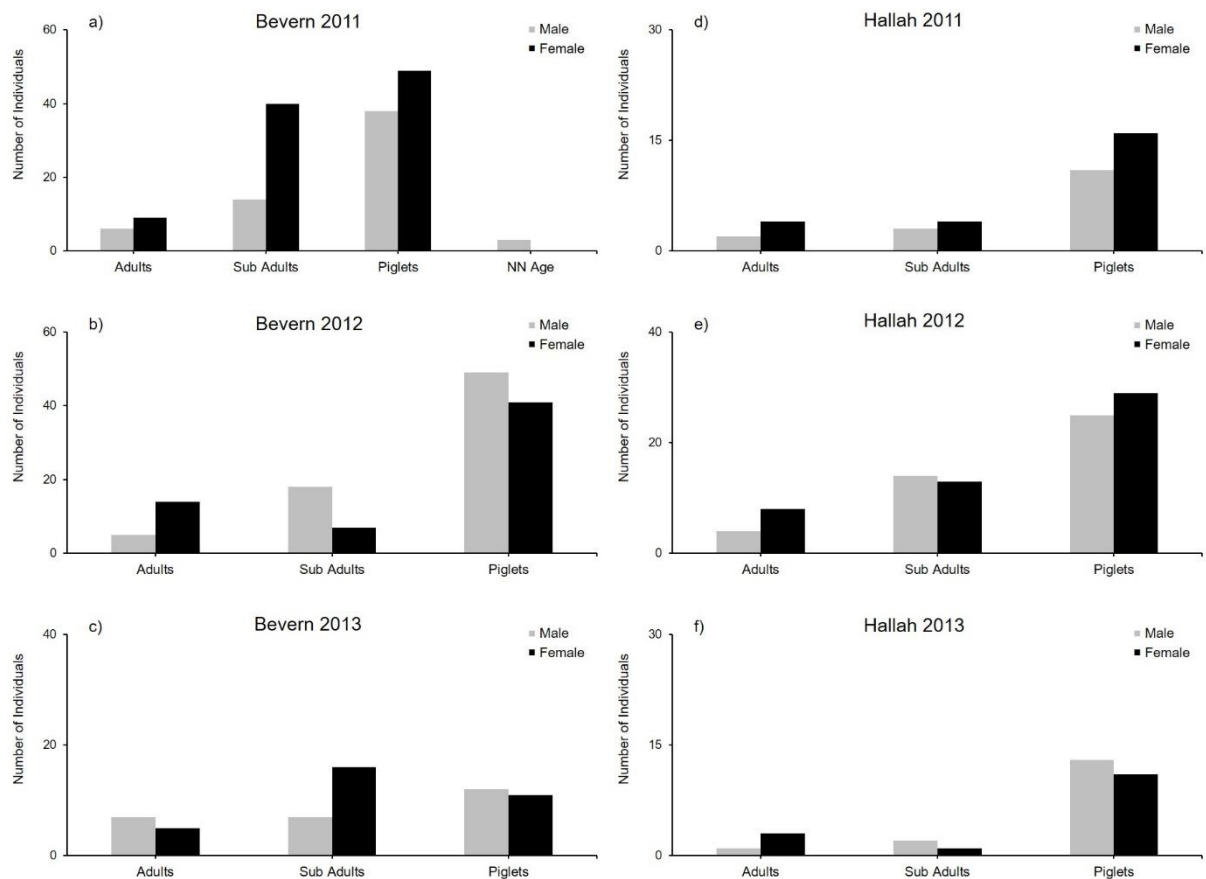 a)
Bevern 2011
Male
Female
Number of Individuals
60
40
20
0
Adults
Sub Adults
Piglets
NN Age
d)
Hallah 2011
Male
Female
Number of Individuals
30
15
0
Adults
Sub Adults
Piglets
b)
Bevern 2012
Male
Female
Number of Individuals
60
40
20
0
Adults
Sub Adults
Piglets
e)
Hallah 2012
Male
Female
Number of Individuals
40
20
0
Adults
Sub Adults
Piglets
c)
Bevern 2013
Male
Female
Number of Individuals
40
20
0
Adults
Sub Adults
Piglets
f)
Hallah 2013
Male
Female
Number of Individuals
30
15
0
Adults
Sub Adults
Piglets